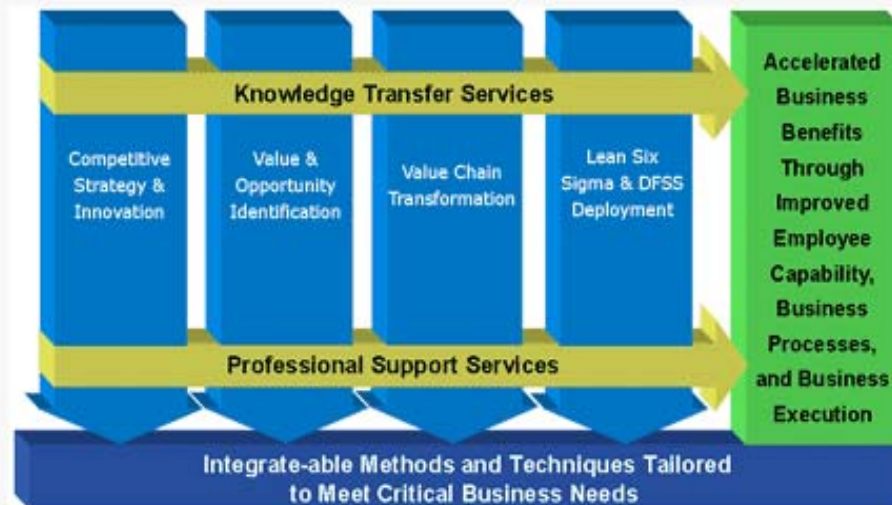 Knowledge Transfer Services
Competitive
Strategy &
Innovation
Value &
Opportunity
Identification
Value Chain
Transformation
Lean Six
Sigma & DFSS
Deployment
Professional Support Services
Accelerated
Business
Benefits
Through
Improved
Employee
Capability,
Business
Processes,
and Business
Execution
Integrate-able Methods and Techniques Tailored
to Meet Critical Business Needs